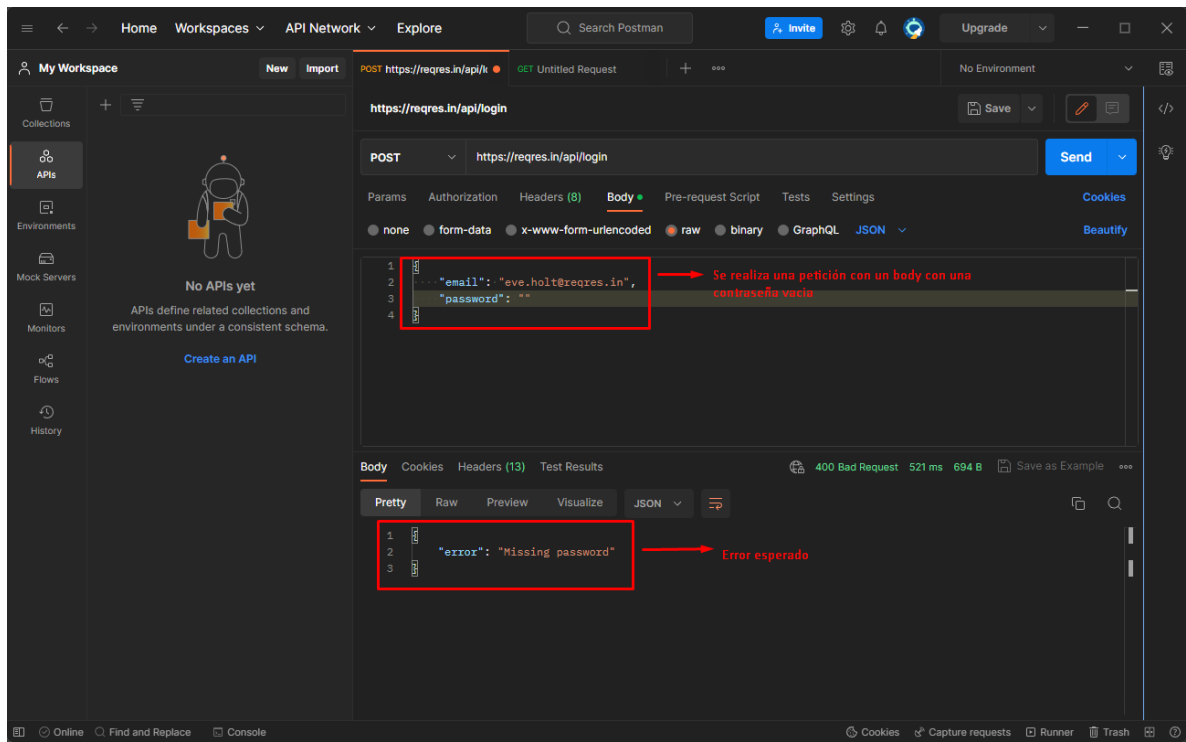 Home Workspaces API Network Explore Search Postman Invite Upgrade
My Workspace New Import POST https://reqres.in/api/lo GET Untitled Request No Environment
Collections
APIs
Environments
Mock Servers
Monitors
Flows
History
No APIs yet
APIs define related collections and
environments under a consistent schema.
Create an API
https://reqres.in/api/login Save
POST https://reqres.in/api/login Send
Params Authorization Headers (8) Body Pre-request Script Tests Settings Cookies
none form-data x-www-form-urlencoded raw binary GraphQL JSON Beautify
1 {
2 "email": "eve.holt@reqres.in",
3 "password": ""
4 }
Se realiza una petición con un body con una
contraseña vacia
Body Cookies Headers (13) Test Results 400 Bad Request 521 ms 694 B Save as Example
Pretty Raw Preview Visualize JSON
1 {
2 "error": "Missing password"
3 }
Error esperado
Online Find and Replace Console Cookies Capture requests Runner Trash